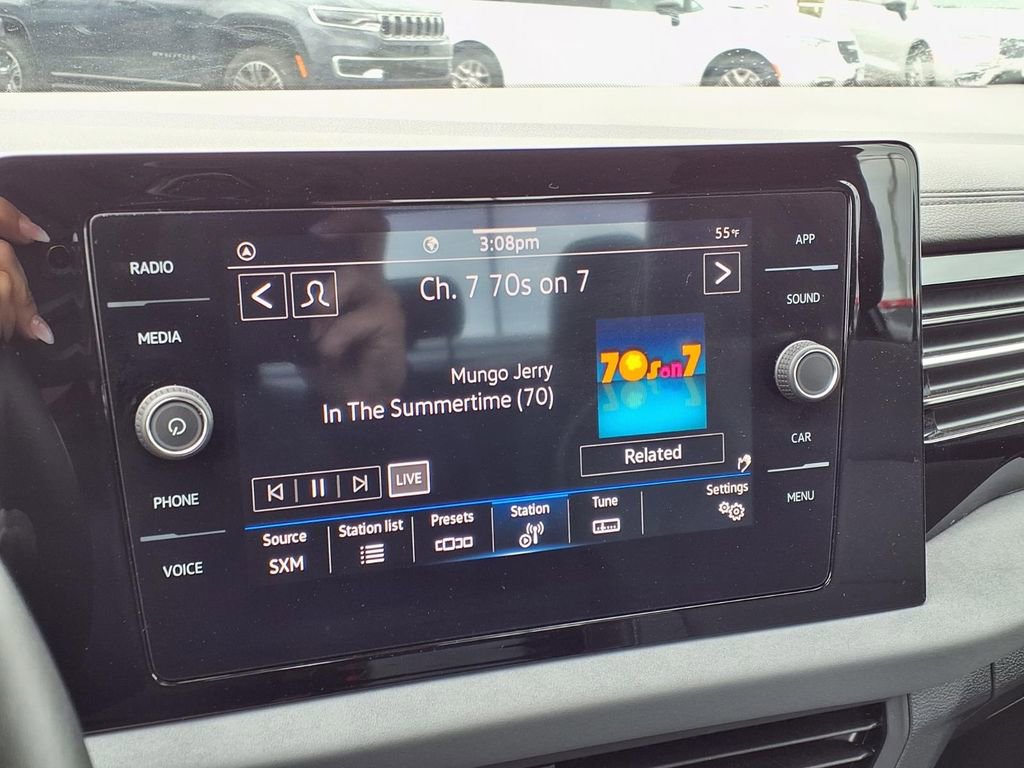 RADIO
MEDIA
PHONE
VOICE
3:08pm
55°F
Ch. 7 70s on 7
Mungo Jerry
In The Summertime (70)
70s on 7
Related
LIVE
Source
SXM
Station list
Presets
Station
Tune
Settings
APP
SOUND
CAR
MENU